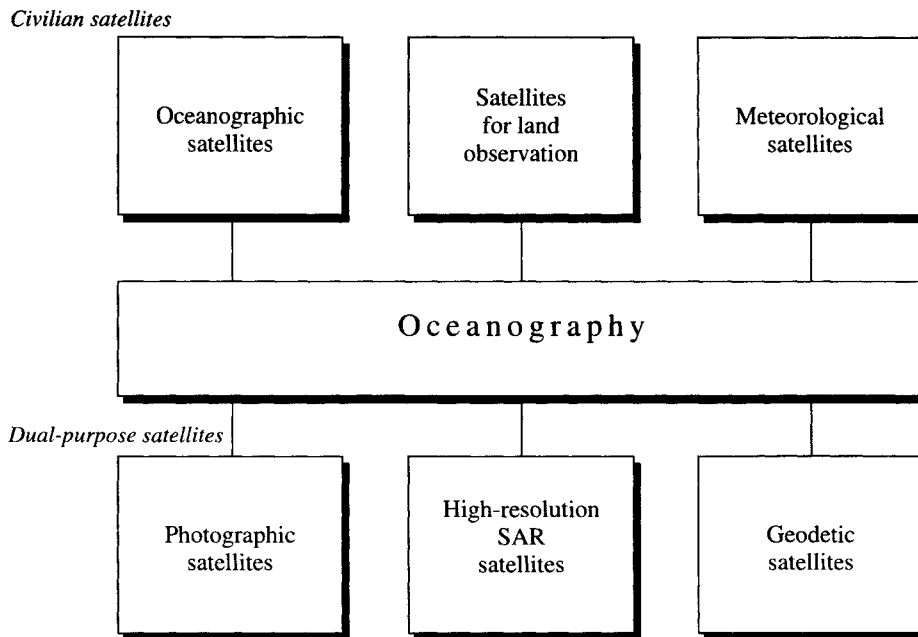 Civilian satellites
Oceanographic
satellites
Satellites
for land
observation
Meteorological
satellites
Oceanography
Dual-purpose satellites
Photographic
satellites
High-resolution
SAR
satellites
Geodetic
satellites